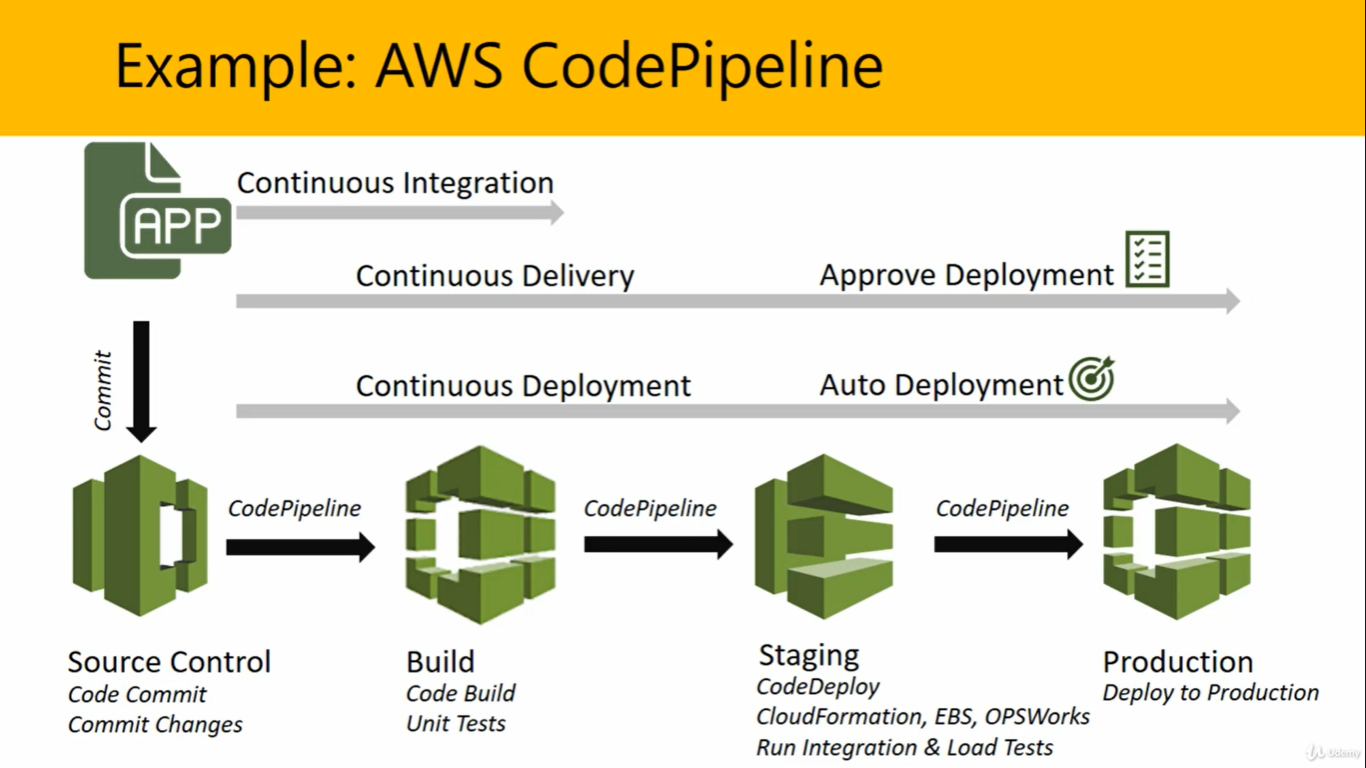 Example: AWS CodePipeline
APP
Continuous Integration
Continuous Delivery
Approve Deployment
Continuous Deployment
Auto Deployment
Commit
CodePipeline
CodePipeline
CodePipeline
Source Control
Code Commit
Commit Changes
Build
Code Build
Unit Tests
Staging
CodeDeploy
CloudFormation, EBS, OPSWorks
Run Integration & Load Tests
Production
Deploy to Production
Udemy